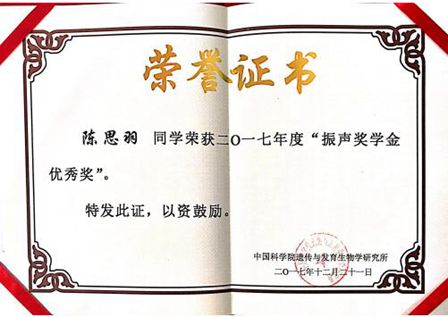 荣誉证书
陈思羽 同学荣获二〇一七年度“振声奖学金
优秀奖”。
特发此证，以资鼓励。
中国科学院遗传与发育生物学研究所
二〇一七年十二月二十一日